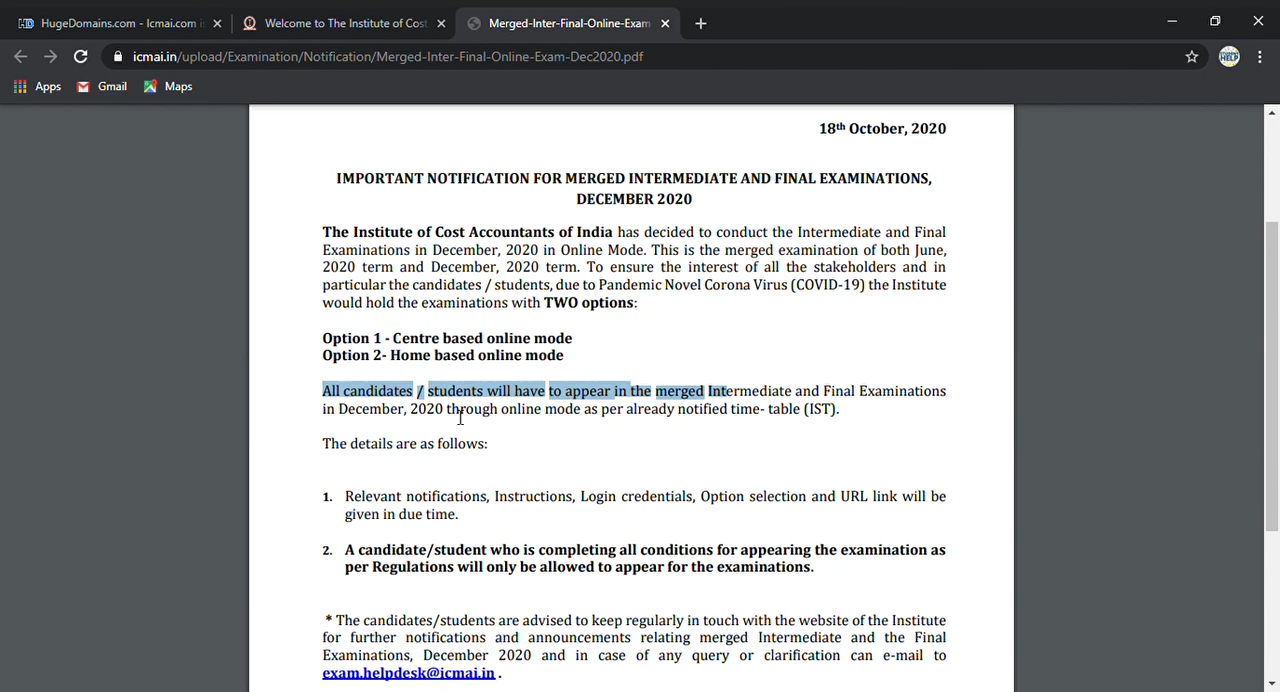 HugeDomains.com - Icmai.com is
Welcome to The Institute of Cost
Merged-Inter-Final-Online-Exam
icmai.in/upload/Examination/Notification/Merged-Inter-Final-Online-Exam-Dec2020.pdf
Apps
Gmail
Maps
18th October, 2020
IMPORTANT NOTIFICATION FOR MERGED INTERMEDIATE AND FINAL EXAMINATIONS,
DECEMBER 2020
The Institute of Cost Accountants of India has decided to conduct the Intermediate and Final
Examinations in December, 2020 in Online Mode. This is the merged examination of both June,
2020 term and December, 2020 term. To ensure the interest of all the stakeholders and in
particular the candidates / students, due to Pandemic Novel Corona Virus (COVID-19) the Institute
would hold the examinations with TWO options:
Option 1 - Centre based online mode
Option 2- Home based online mode
All candidates / students will have to appear in the merged Intermediate and Final Examinations
in December, 2020 through online mode as per already notified time- table (IST).
The details are as follows:
1. Relevant notifications, Instructions, Login credentials, Option selection and URL link will be
given in due time.
2. A candidate/student who is completing all conditions for appearing the examination as
per Regulations will only be allowed to appear for the examinations.
* The candidates/students are advised to keep regularly in touch with the website of the Institute
for further notifications and announcements relating merged Intermediate and the Final
Examinations, December 2020 and in case of any query or clarification can e-mail to
exam.helpdesk@icmai.in .